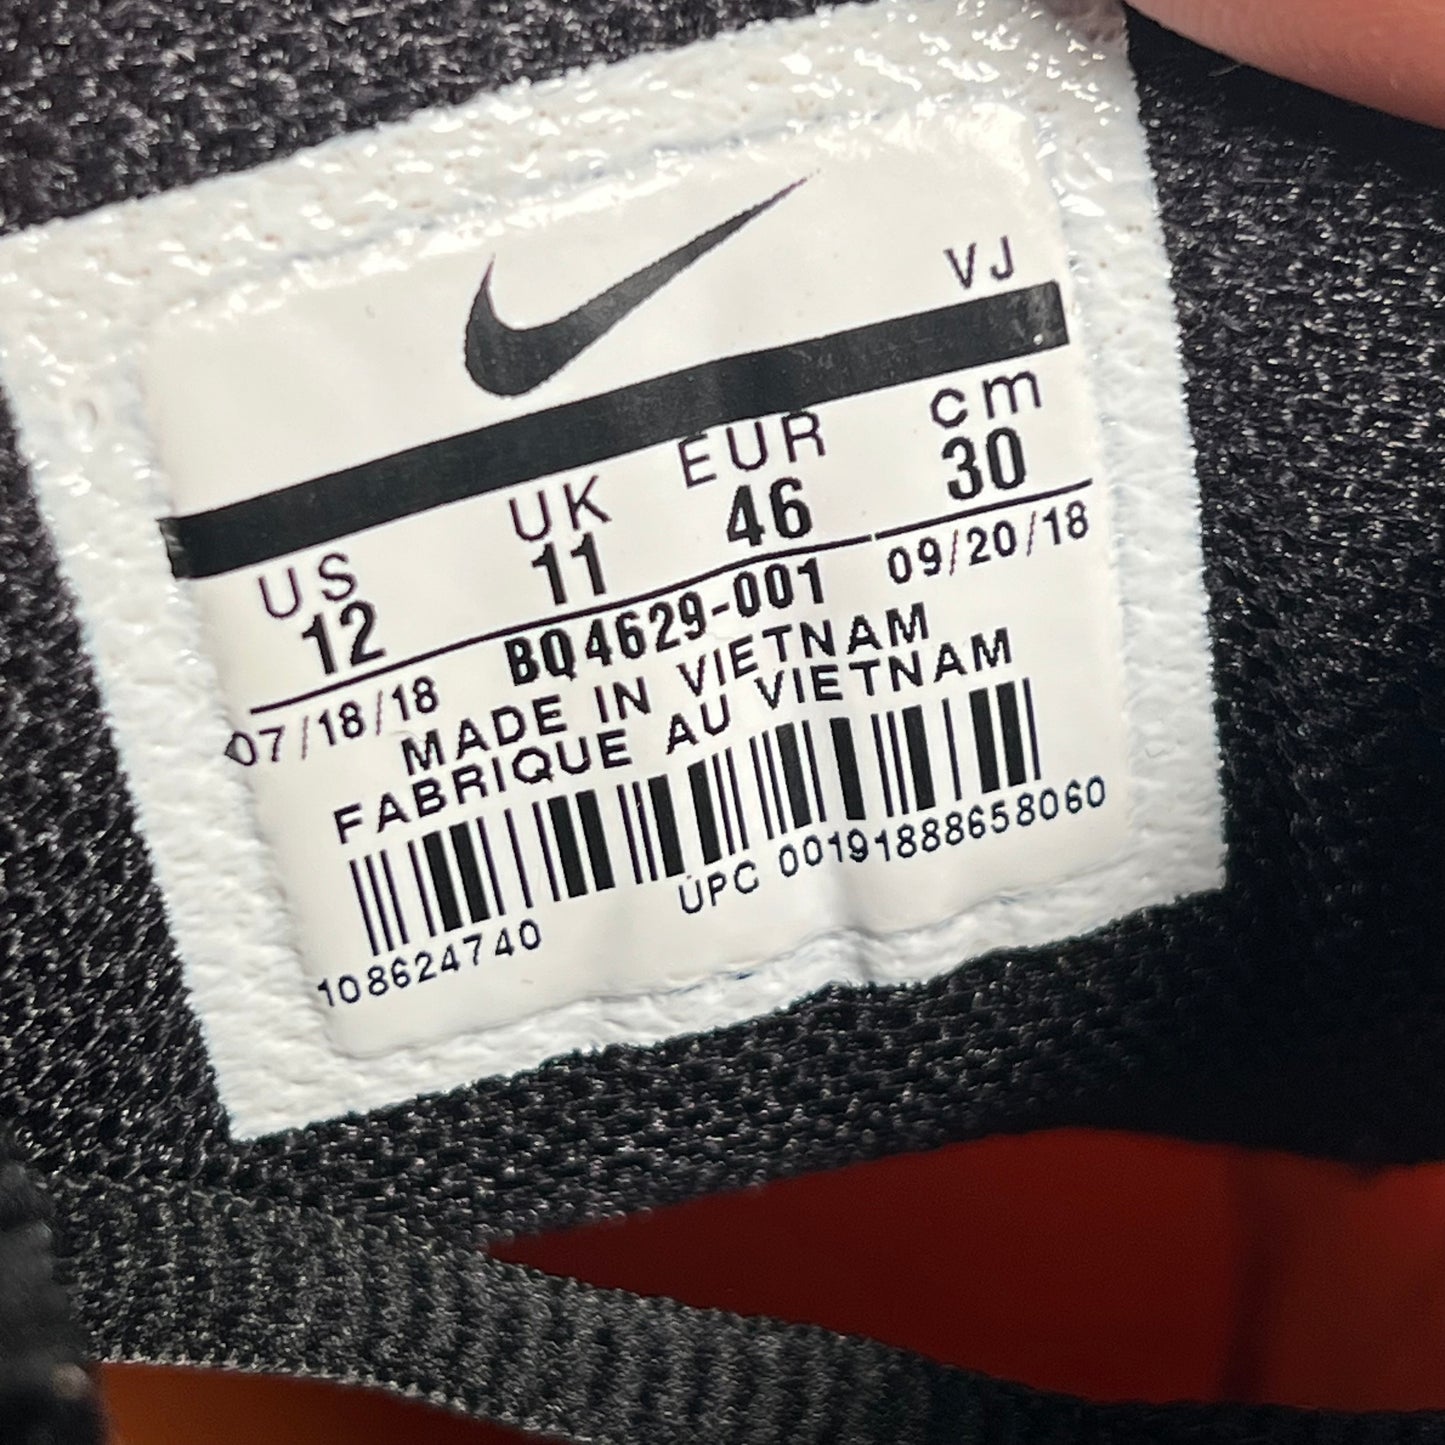 VJ
US UK EUR cm
12 11 46 30
07/18/18 BQ4629-001 09/20/18
MADE IN VIETNAM
FABRIQUE AU VIETNAM
108624740 UPC 00191888658060